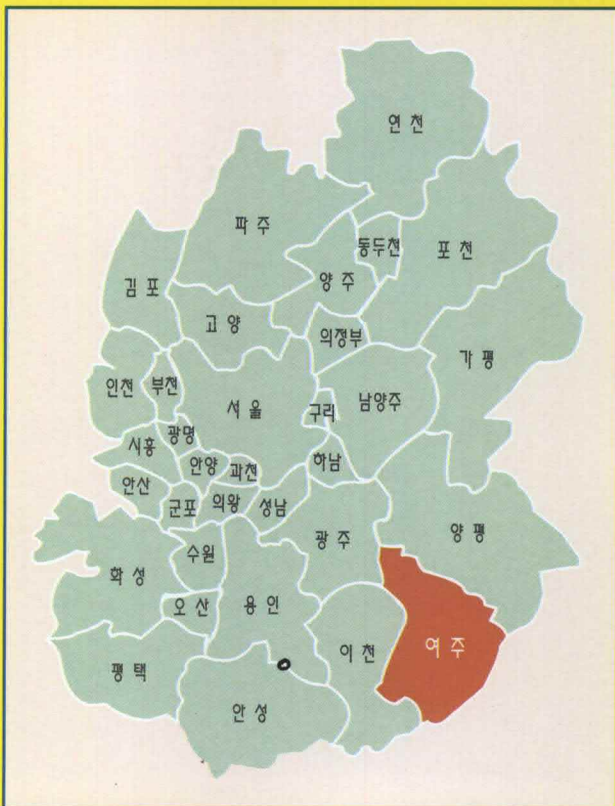 연천
파주
동두천
포천
양주
김포
고양
의정부
가평
인천
부천
서울
구리
남양주
시흥
광명
안양
과천
하남
안산
군포
의왕
성남
광주
양평
수원
화성
오산
용인
이천
여주
평택
안성